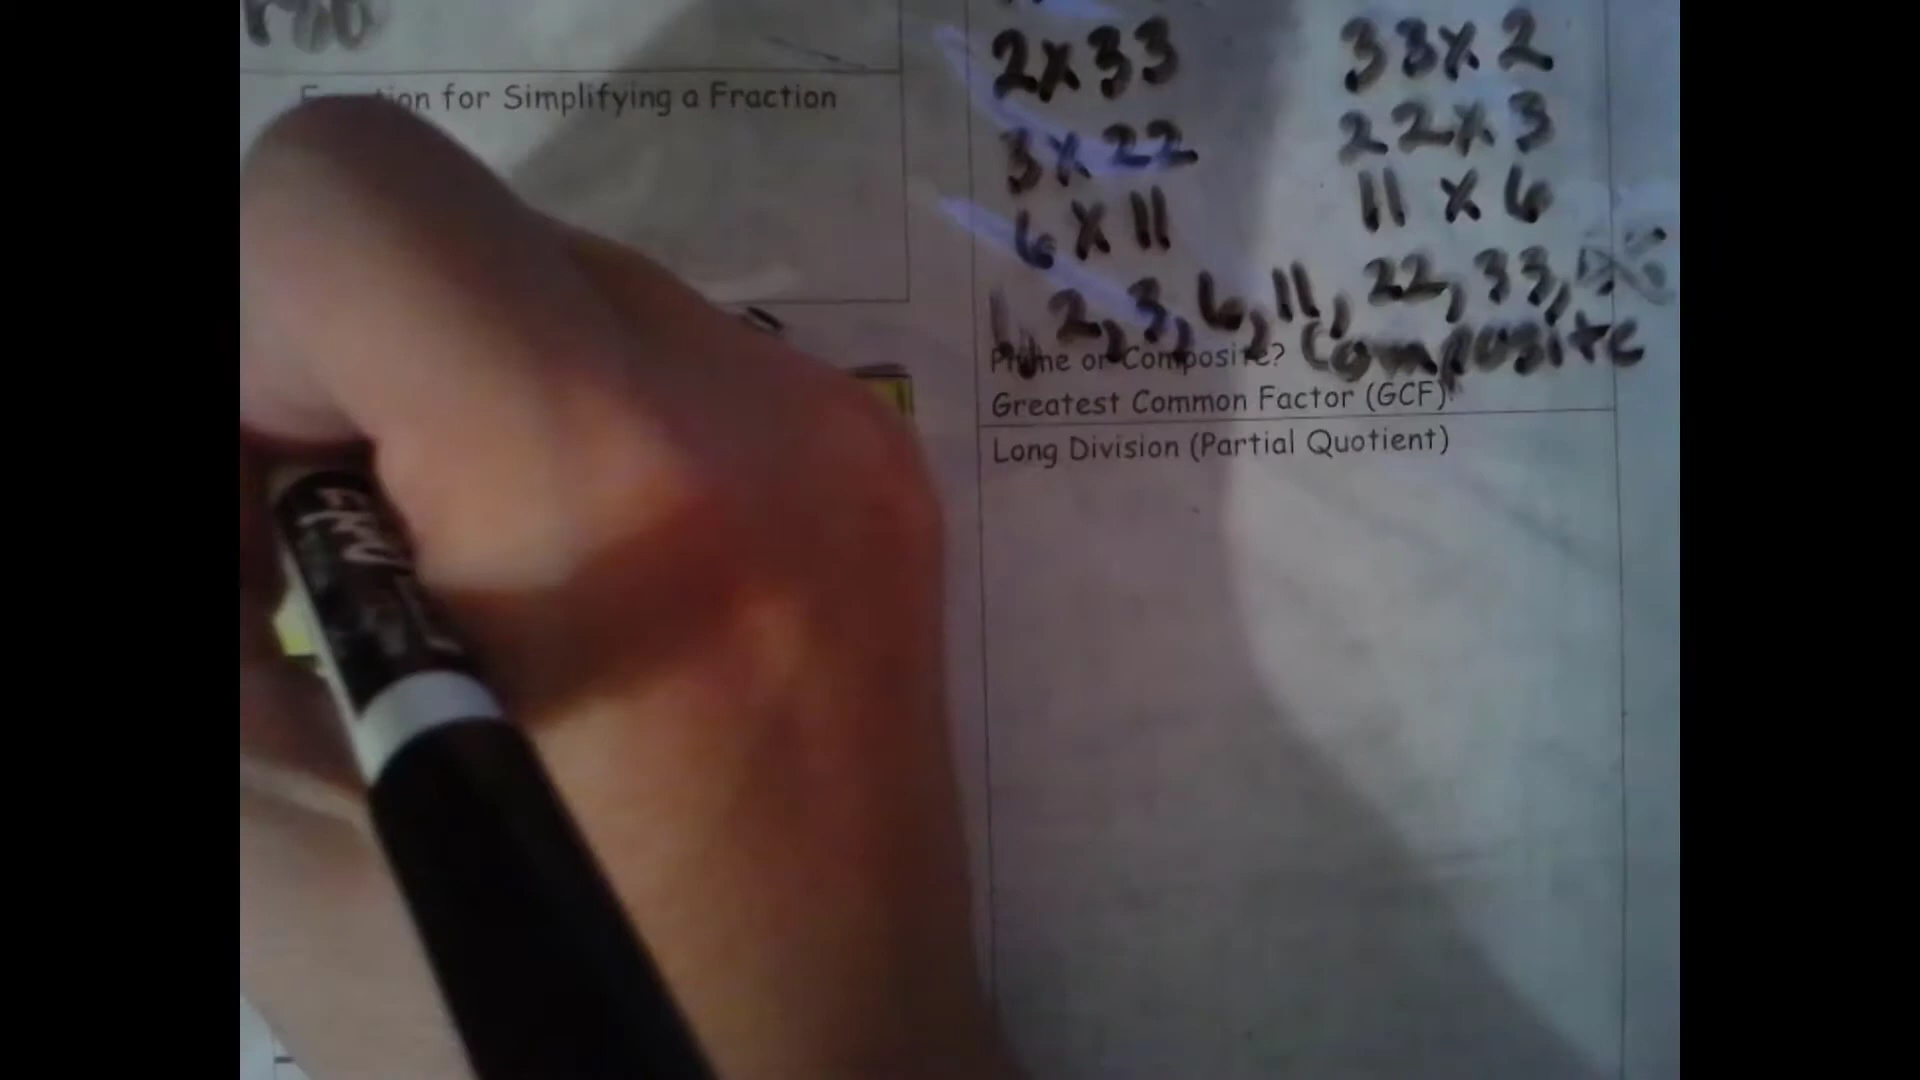 for Simplifying a Fraction
2x33 33x2
3x22 22x3
6x11 11x6
1, 2, 3, 6, 11, 22, 33,
Prime or Composite? Composite
Greatest Common Factor (GCF)
Long Division (Partial Quotient)